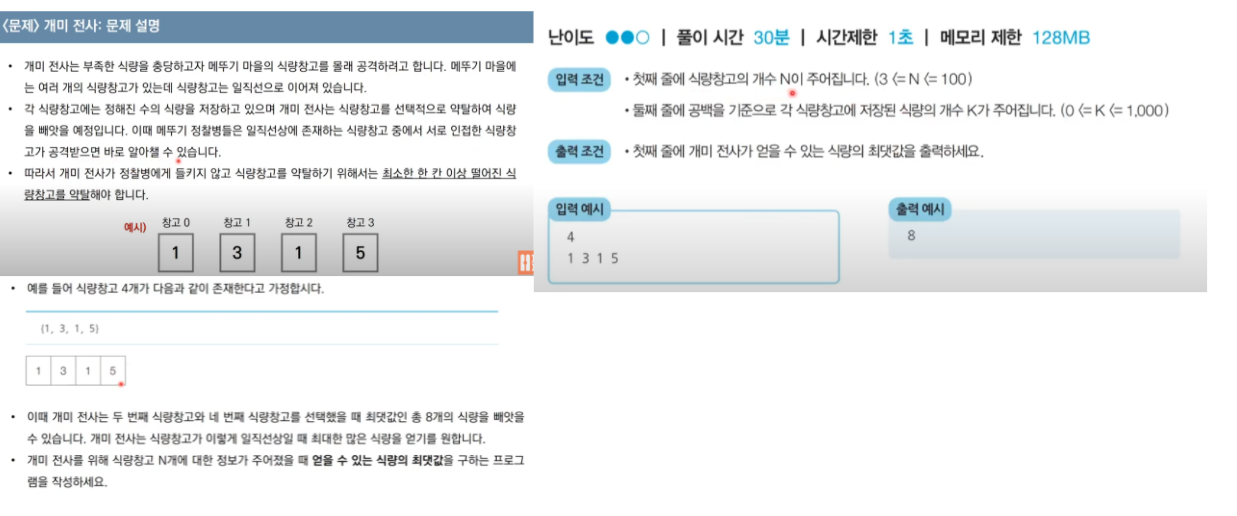 〈문제〉 개미 전사: 문제 설명
• 개미 전사는 부족한 식량을 충당하고자 메뚜기 마을의 식량창고를 몰래 공격하려고 합니다. 메뚜기 마을에
는 여러 개의 식량창고가 있는데 식량창고는 일직선으로 이어져 있습니다.
• 각 식량창고에는 정해진 수의 식량을 저장하고 있으며 개미 전사는 식량창고를 선택적으로 약탈하여 식량
을 빼앗을 예정입니다. 이때 메뚜기 정찰병들은 일직선상에 존재하는 식량창고 중에서 서로 인접한 식량창
고가 공격받으면 바로 알아챌 수 있습니다.
• 따라서 개미 전사가 정찰병에게 들키지 않고 식량창고를 약탈하기 위해서는 최소한 한 칸 이상 떨어진 식
량창고를 약탈해야 합니다.
예시) 창고 0 창고 1 창고 2 창고 3
1 3 1 5
• 예를 들어 식량창고 4개가 다음과 같이 존재한다고 가정합시다.
{1, 3, 1, 5}
1 3 1 5
• 이때 개미 전사는 두 번째 식량창고와 네 번째 식량창고를 선택했을 때 최댓값인 총 8개의 식량을 빼앗을
수 있습니다. 개미 전사는 식량창고가 이렇게 일직선상일 때 최대한 많은 식량을 얻기를 원합니다.
• 개미 전사를 위해 식량창고 N개에 대한 정보가 주어졌을 때 얻을 수 있는 식량의 최댓값을 구하는 프로그
램을 작성하세요.
난이도 ●●○ | 풀이 시간 30분 | 시간제한 1초 | 메모리 제한 128MB
입력 조건 • 첫째 줄에 식량창고의 개수 N이 주어집니다. (3 <= N <= 100)
• 둘째 줄에 공백을 기준으로 각 식량창고에 저장된 식량의 개수 K가 주어집니다. (0 <= K <= 1,000)
출력 조건 • 첫째 줄에 개미 전사가 얻을 수 있는 식량의 최댓값을 출력하세요.
입력 예시
4
1 3 1 5
출력 예시
8